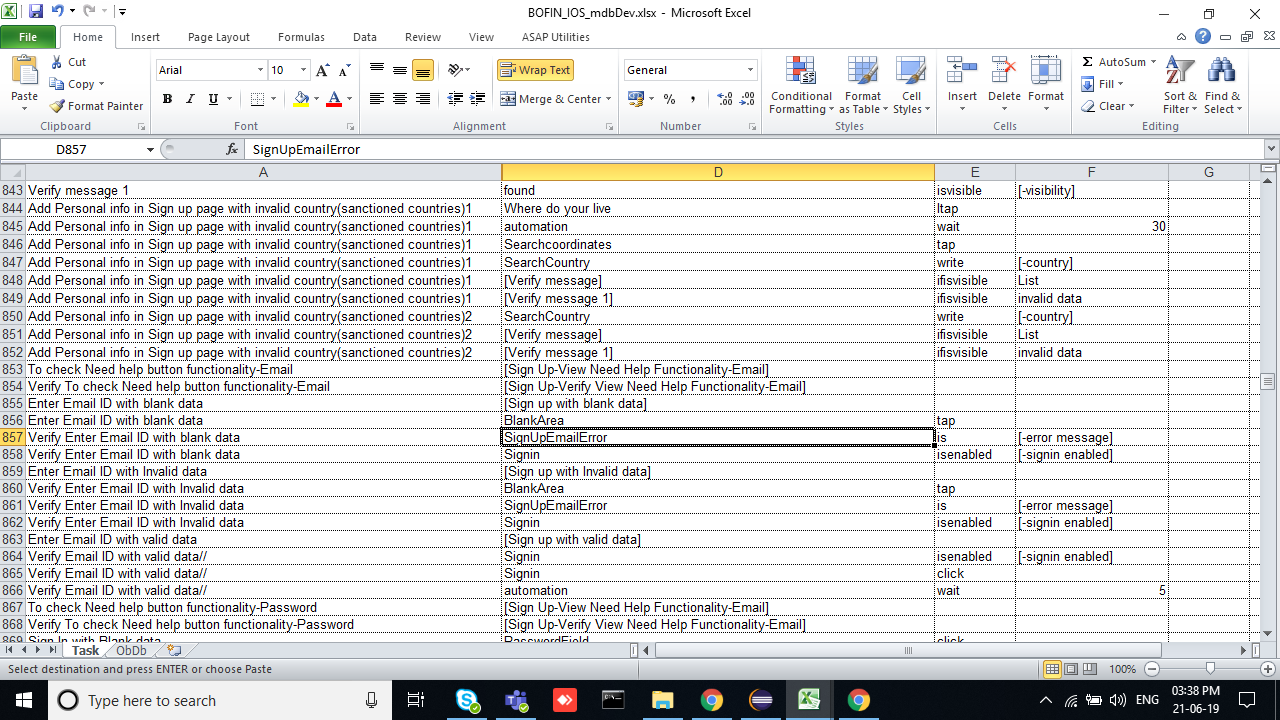 BOFIN_IOS_mdbDev.xlsx - Microsoft Excel
File Home Insert Page Layout Formulas Data Review View ASAP Utilities
Paste Cut Copy Format Painter Clipboard
Arial 10 B I U Font
Wrap Text Merge & Center Alignment
General % , Number
Conditional Formatting Format as Table Cell Styles Styles
Insert Delete Format Cells
Σ AutoSum Fill Clear Sort & Filter Find & Select Editing
D857 fx SignUpEmailError
A D E F G
843 Verify message 1 found isvisible [-visibility]
844 Add Personal info in Sign up page with invalid country(sanctioned countries)1 Where do your live ltap
845 Add Personal info in Sign up page with invalid country(sanctioned countries)1 automation wait 30
846 Add Personal info in Sign up page with invalid country(sanctioned countries)1 Searchcoordinates tap
847 Add Personal info in Sign up page with invalid country(sanctioned countries)1 SearchCountry write [-country]
848 Add Personal info in Sign up page with invalid country(sanctioned countries)1 [Verify message] ifisvisible List
849 Add Personal info in Sign up page with invalid country(sanctioned countries)1 [Verify message 1] ifisvisible invalid data
850 Add Personal info in Sign up page with invalid country(sanctioned countries)2 SearchCountry write [-country]
851 Add Personal info in Sign up page with invalid country(sanctioned countries)2 [Verify message] ifisvisible List
852 Add Personal info in Sign up page with invalid country(sanctioned countries)2 [Verify message 1] ifisvisible invalid data
853 To check Need help button functionality-Email [Sign Up-View Need Help Functionality-Email]
854 Verify To check Need help button functionality-Email [Sign Up-Verify View Need Help Functionality-Email]
855 Enter Email ID with blank data [Sign up with blank data]
856 Enter Email ID with blank data BlankArea tap
857 Verify Enter Email ID with blank data SignUpEmailError is [-error message]
858 Verify Enter Email ID with blank data Signin isenabled [-signin enabled]
859 Enter Email ID with Invalid data [Sign up with Invalid data]
860 Verify Enter Email ID with Invalid data BlankArea tap
861 Verify Enter Email ID with Invalid data SignUpEmailError is [-error message]
862 Verify Enter Email ID with Invalid data Signin isenabled [-signin enabled]
863 Enter Email ID with valid data [Sign up with valid data]
864 Verify Email ID with valid data// Signin isenabled [-signin enabled]
865 Verify Email ID with valid data// Signin click
866 Verify Email ID with valid data// automation wait 5
867 To check Need help button functionality-Password [Sign Up-View Need Help Functionality-Email]
868 Verify To check Need help button functionality-Password [Sign Up-Verify View Need Help Functionality-Email]
869 Sign In with Blank data PasswordField click
Task ObDb
Select destination and press ENTER or choose Paste 100%
Type here to search ENG 03:38 PM
21-06-19